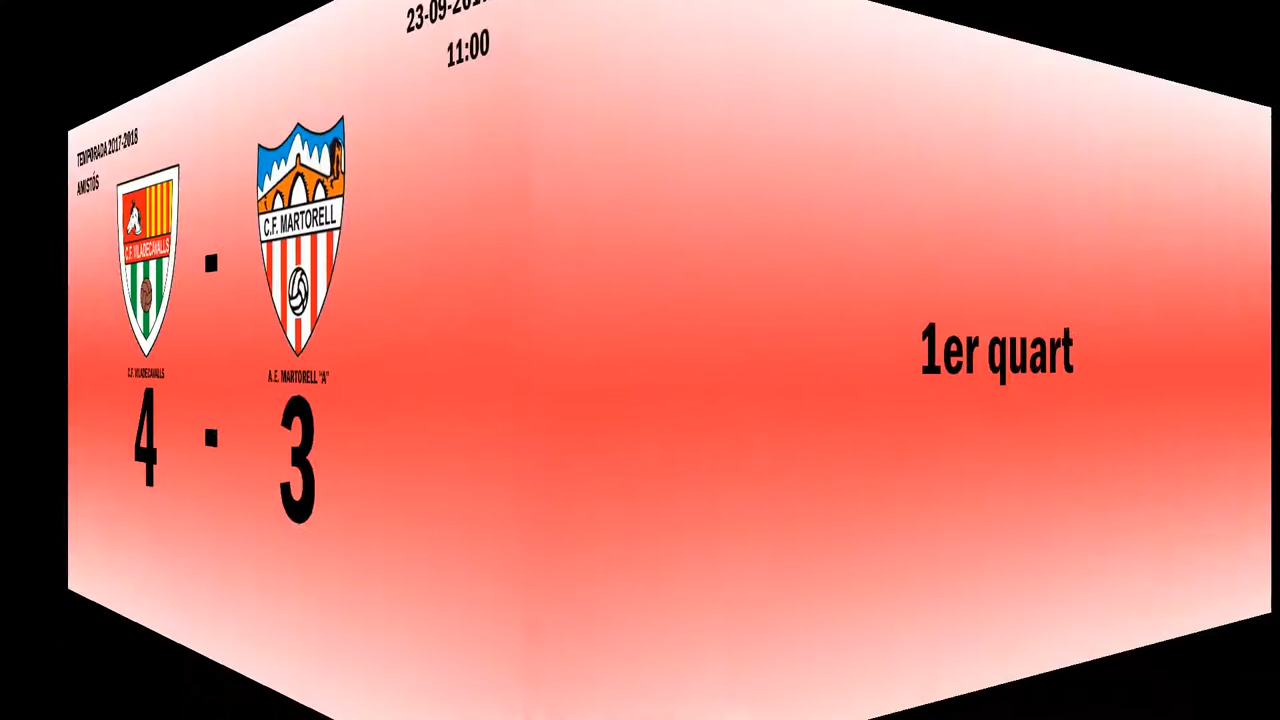 23-09-201
11:00
TEMPORADA 2017-2018
AMISTÓS
C.F. VILADECAVALLS
-
C.F. MARTORELL
C.F. VILADECAVALLS
A.E. MARTORELL "A"
4 - 3
1er quart